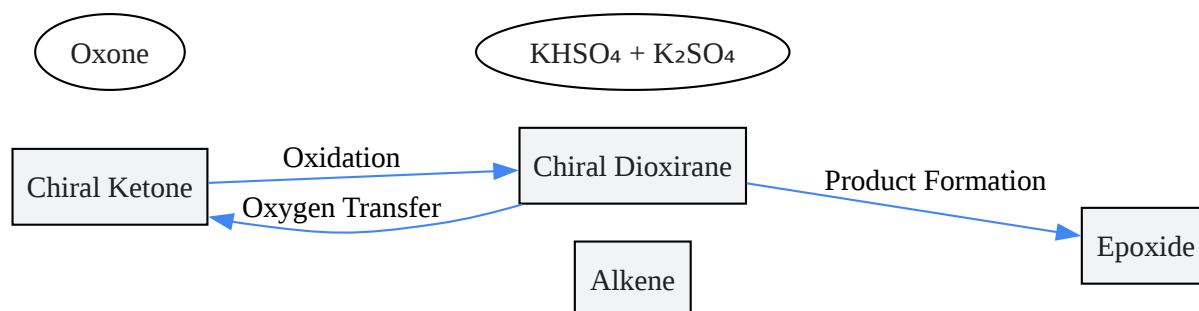 Oxone
KHSO₄ + K₂SO₄
Oxidation
Chiral Ketone
Chiral Dioxirane
Product Formation
Oxygen Transfer
Epoxide
Alkene